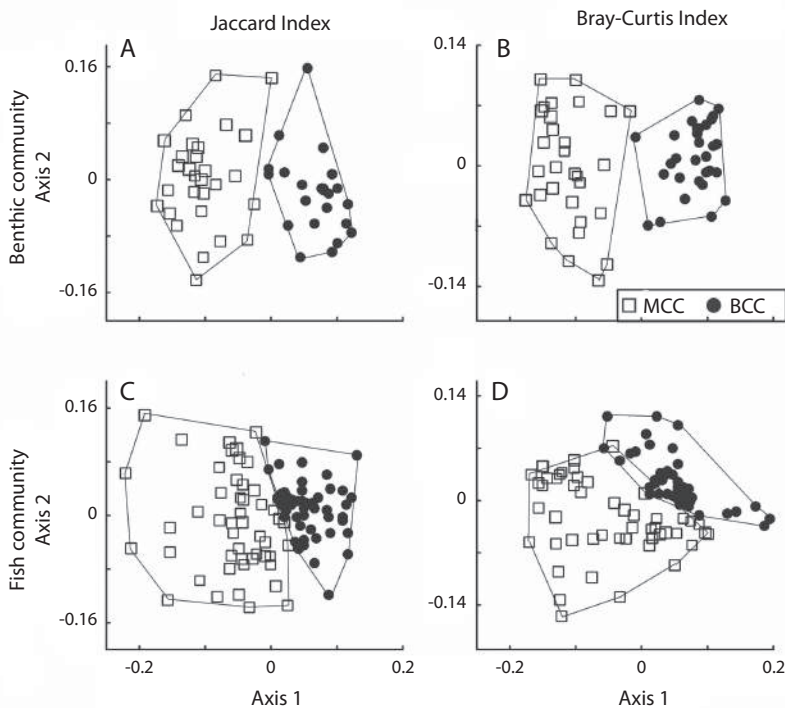 Jaccard Index
Bray-Curtis Index
A
B
Benthic community
Axis 2
0.16
0
-0.16
0.14
0
-0.14
MCC
BCC
C
D
Fish community
Axis 2
0.16
0
-0.16
0.14
0
-0.14
-0.2
0
0.2
-0.2
0
0.2
Axis 1
Axis 1